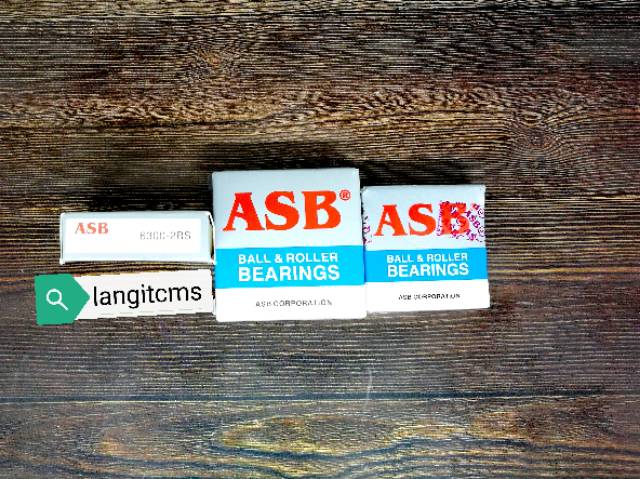 ASB
6300-2RS
langitcms
ASB®
BALL & ROLLER
BEARINGS
ASB CORPORATION
ASB
BALL & ROLLER
BEARINGS
ASB CORPORATION